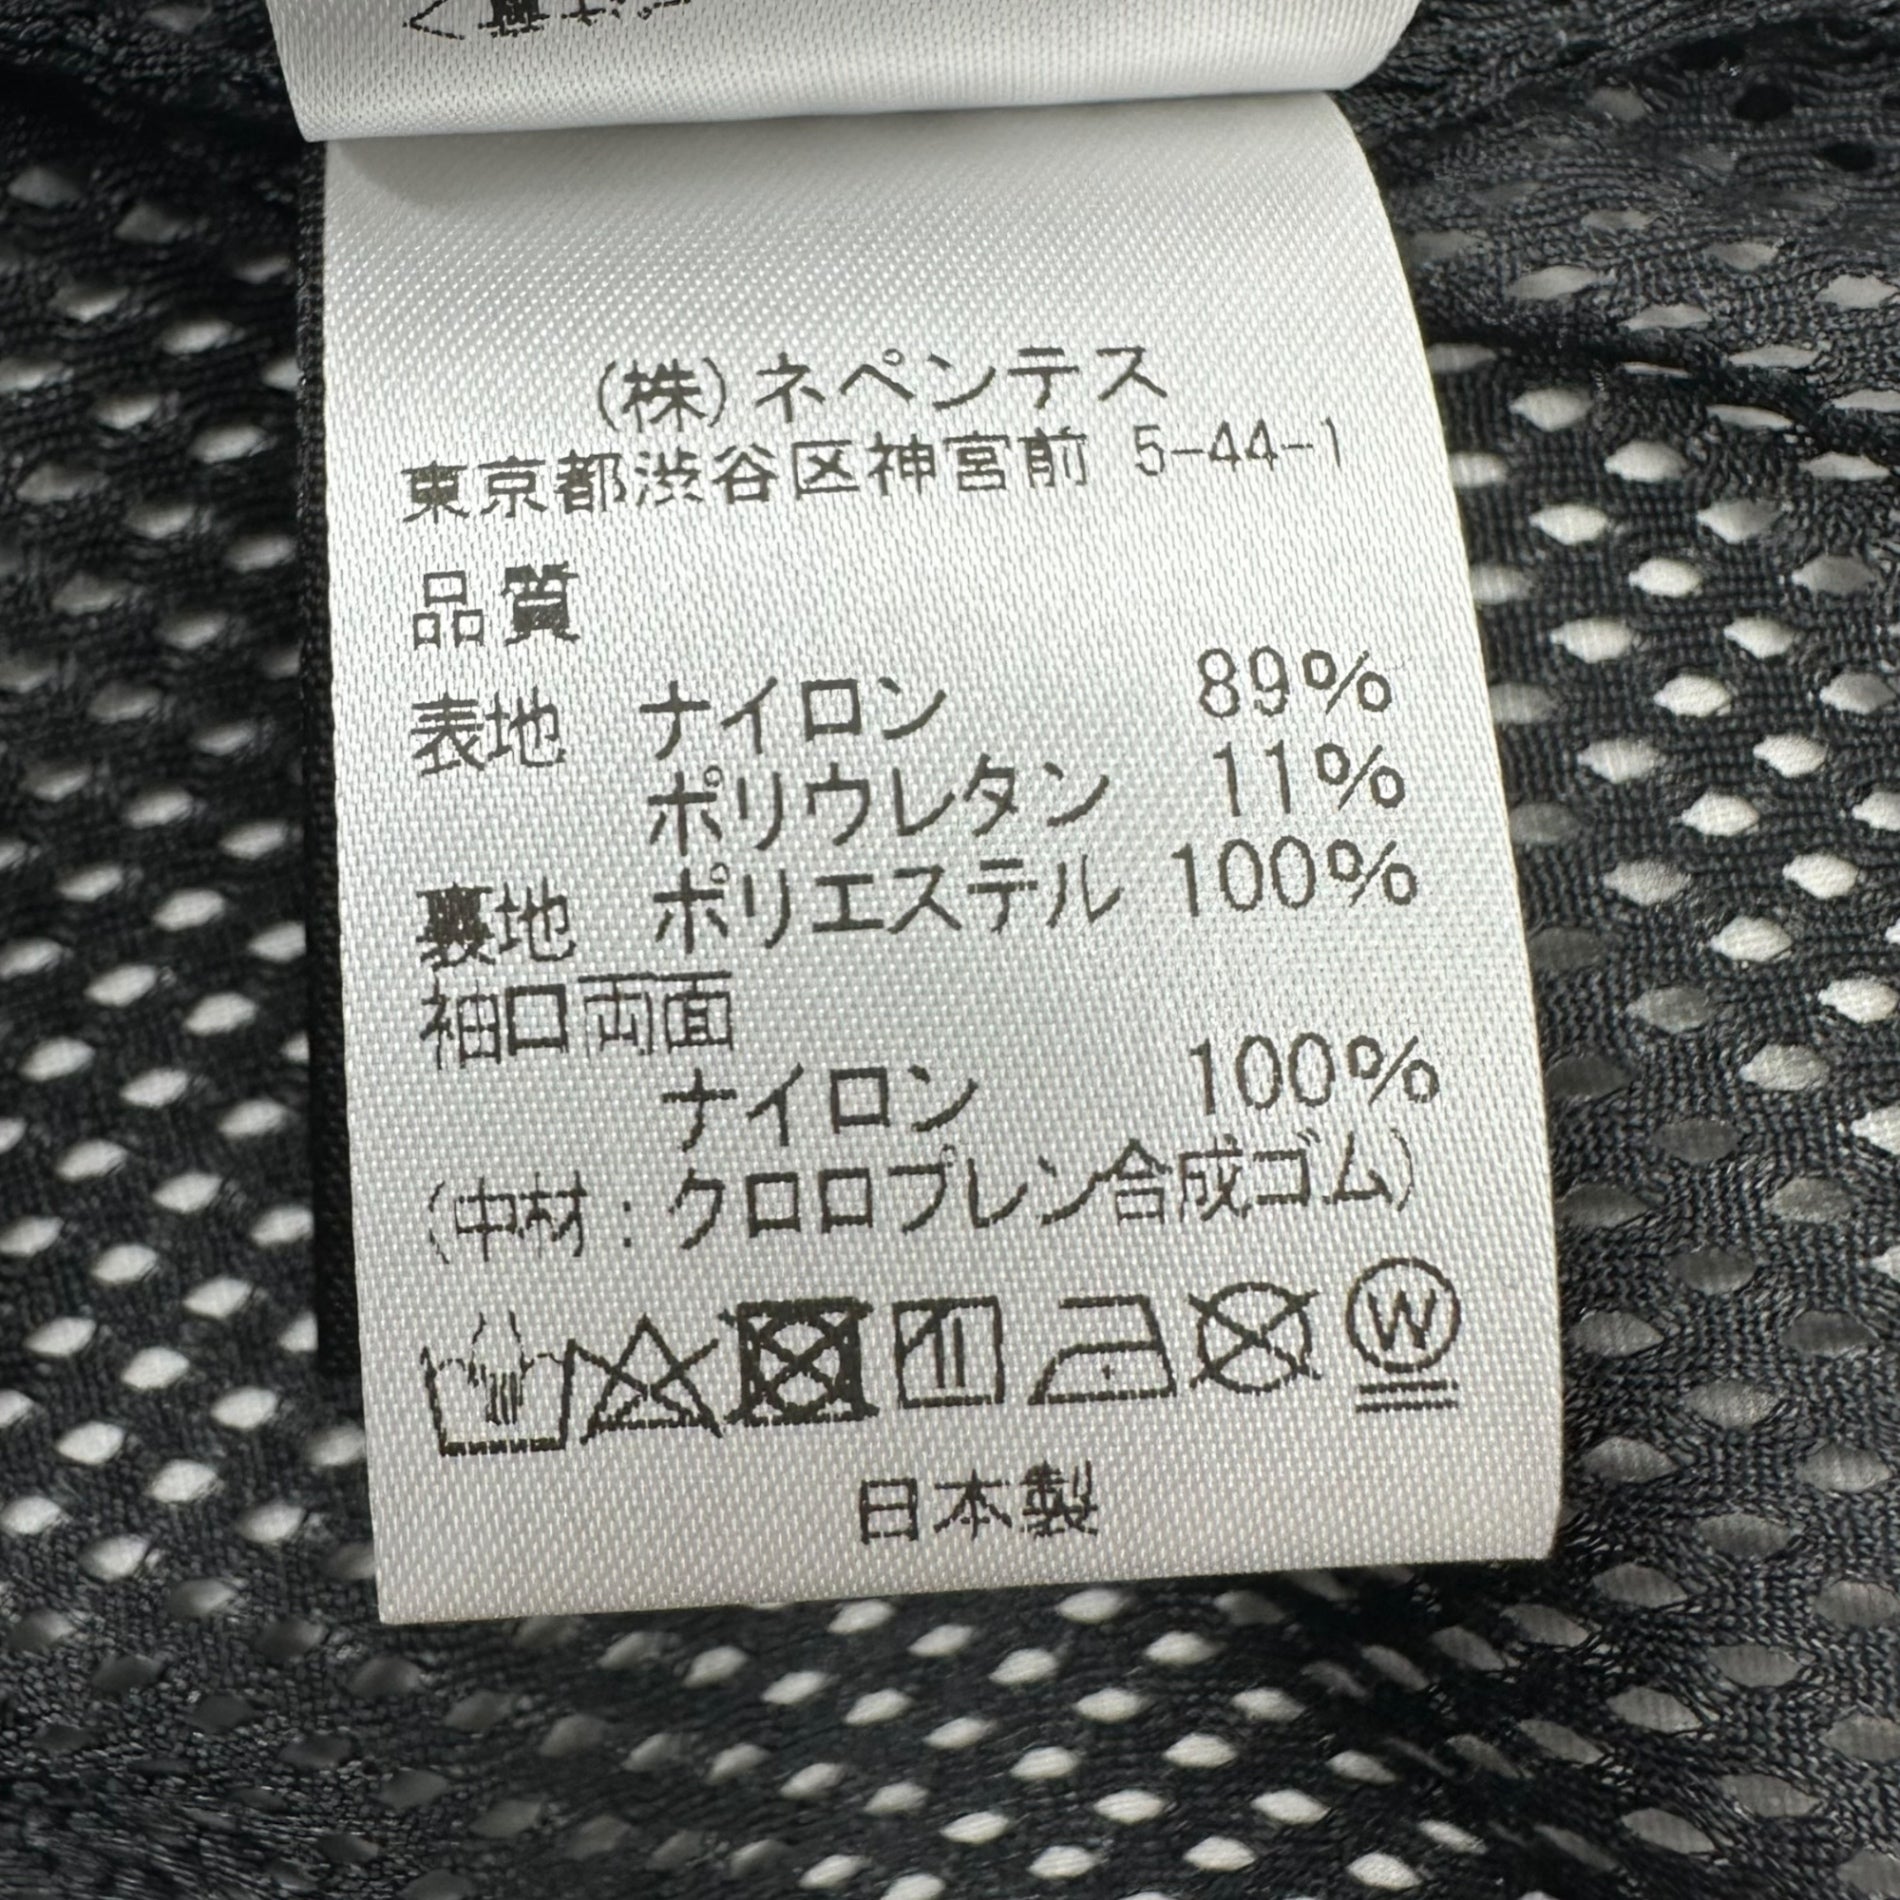 (株)ネペンテス
東京都渋谷区神宮前 5-44-1
品質
表地 ナイロン 89%
ポリウレタン 11%
裏地 ポリエステル 100%
袖口両面
ナイロン 100%
(中材:クロロプレン合成ゴム)
W
日本製